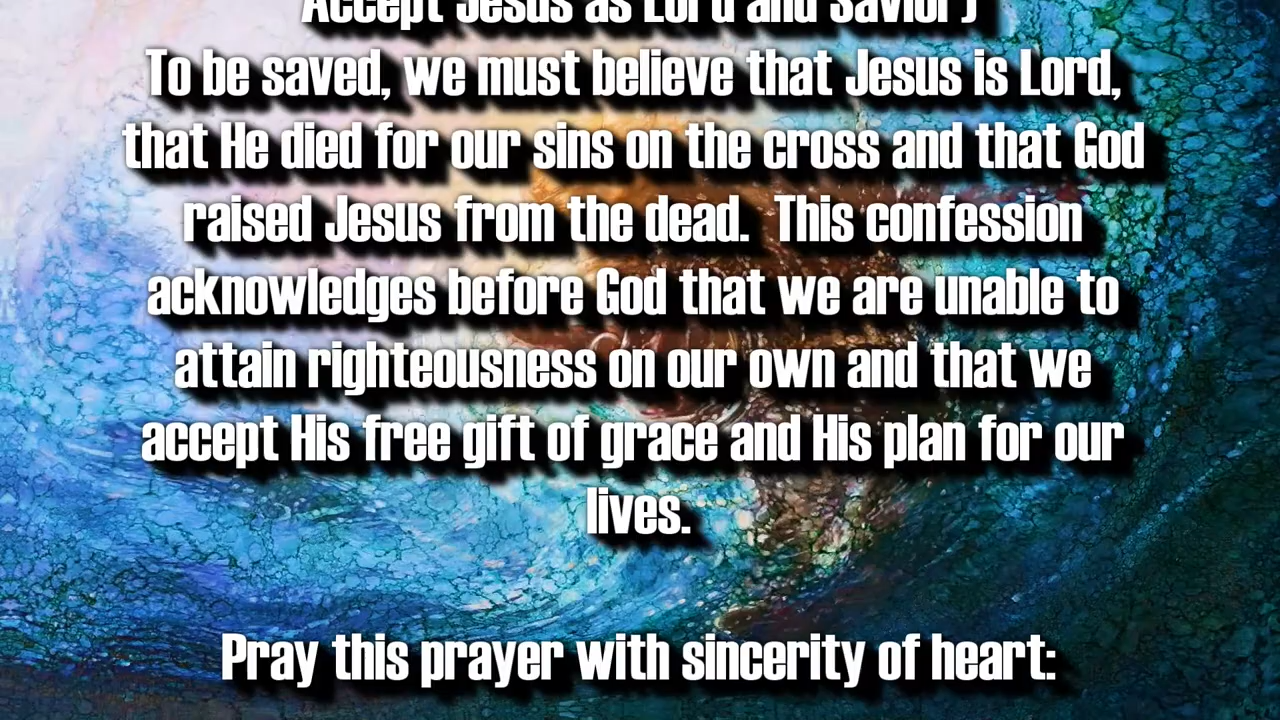 Accept Jesus as Lord and Savior)
To be saved, we must believe that Jesus is Lord,
that He died for our sins on the cross and that God
raised Jesus from the dead.  This confession
acknowledges before God that we are unable to
attain righteousness on our own and that we
accept His free gift of grace and His plan for our
lives.
Pray this prayer with sincerity of heart: